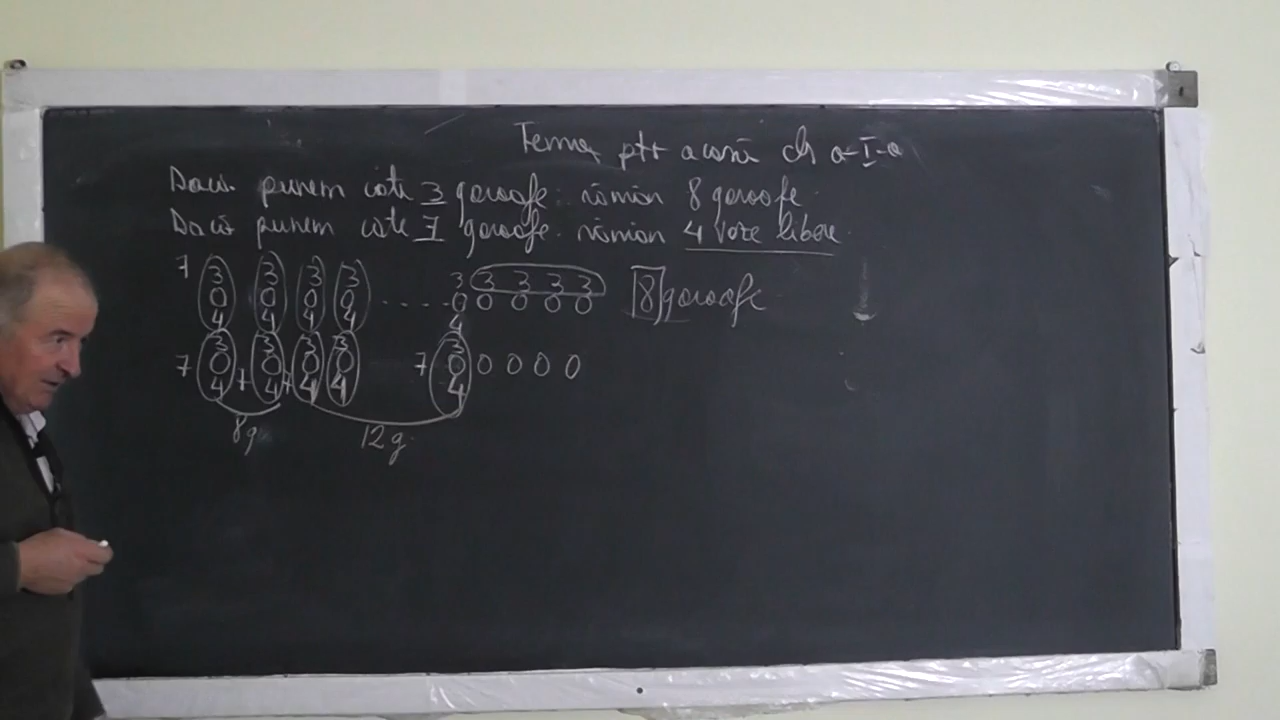 Tema ptr acasă cls a-I-a
Dacă punem câte 3 garoafe rămân 8 garoafe
Dacă punem câte 7 garoafe rămân 4 vaze libere
7 3 3 3 3 3 3 3 3 3
0 0 0 0 ..... 0 0 0 0 0 8 garoafe
4 4 4 4 4
3 3 3 3 3
7 0 7 0 7 0 0 7 0 0 0 0 0
4 4 4 4 4
8g 12g